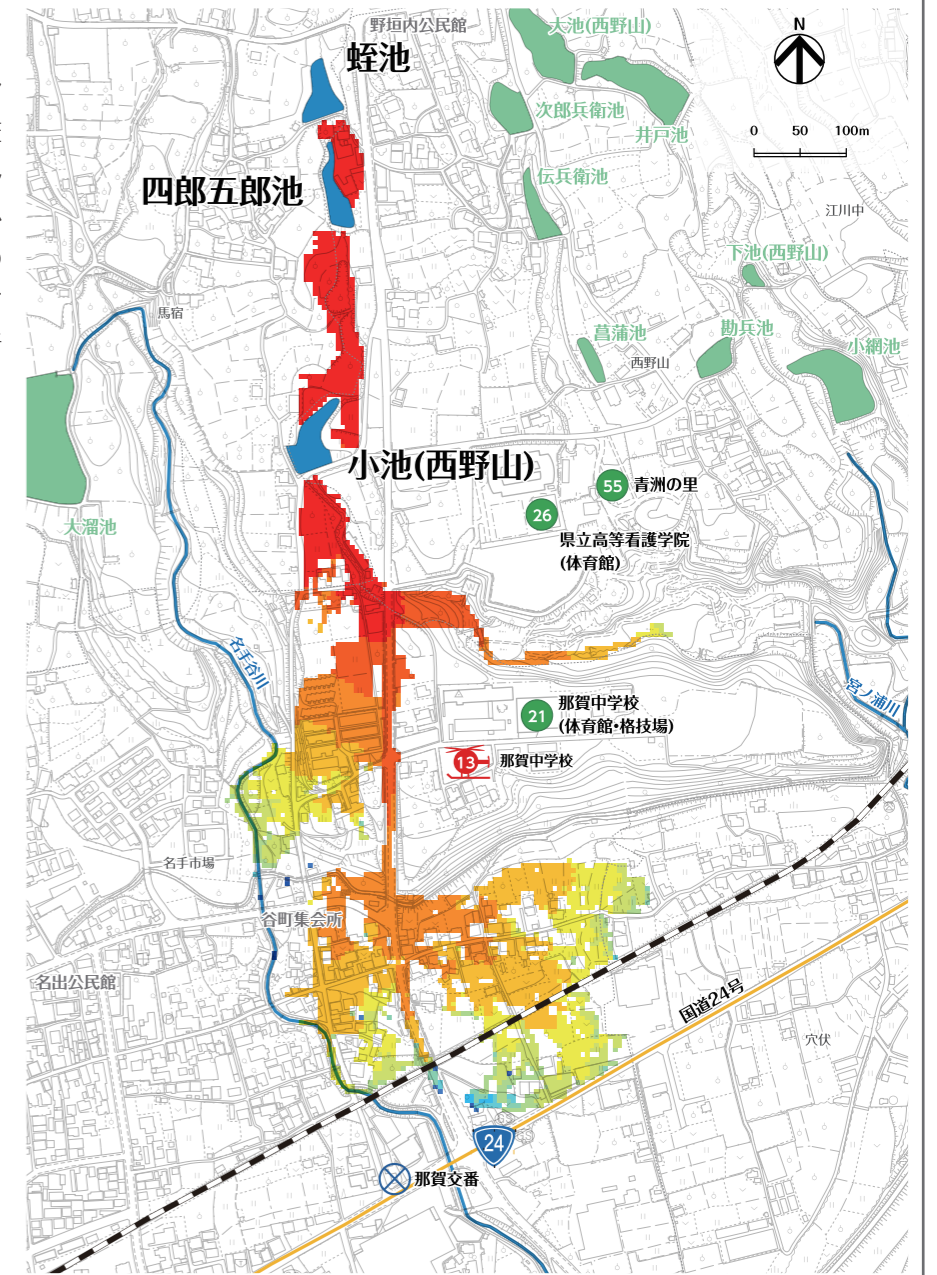 野垣内公民館
大池(西野山)
N
蛭池
次郎兵衛池
井戸池
0 50 100m
四郎五郎池
伝兵衛池
江川中
下池(西野山)
馬宿
菖蒲池
勘兵池
小綱池
西野山
小池(西野山)
55
青洲の里
26
県立高等看護学院
(体育館)
大溜池
名手谷川
宮ノ浦川
21
那賀中学校
(体育館・格技場)
13
那賀中学校
名手市場
谷町集会所
名出公民館
国道24号
穴伏
24
那賀交番